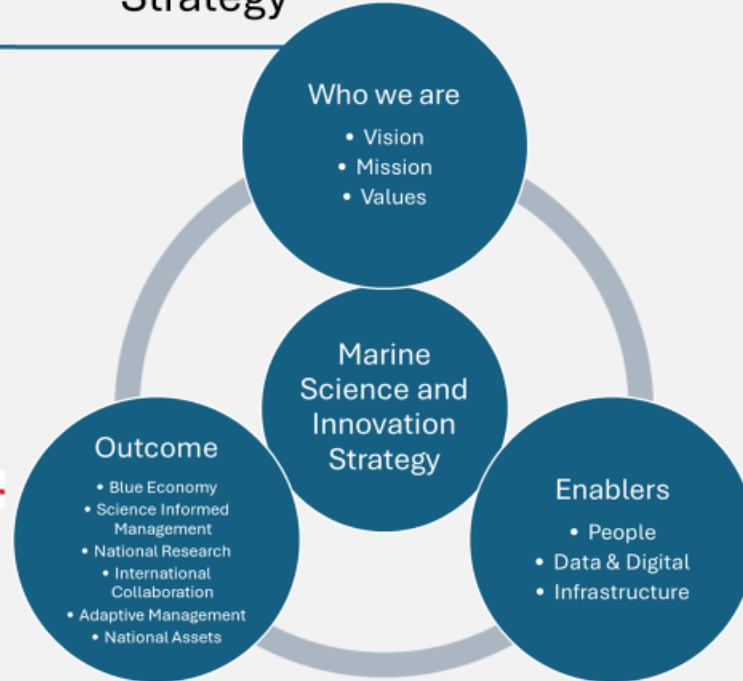 Strategy
Who we are
• Vision
• Mission
• Values
Marine
Science and
Innovation
Strategy
Outcome
• Blue Economy
• Science Informed
Management
• National Research
• International
Collaboration
• Adaptive Management
• National Assets
Enablers
• People
• Data & Digital
• Infrastructure